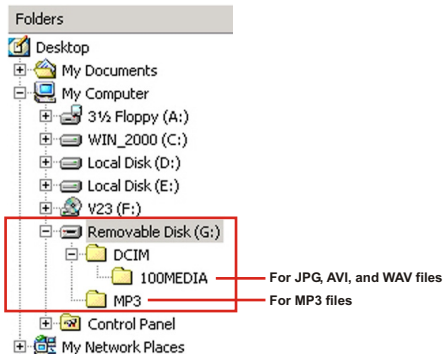 Folders
Desktop
My Documents
My Computer
3½ Floppy (A:)
WIN_2000 (C:)
Local Disk (D:)
Local Disk (E:)
V23 (F:)
Removable Disk (G:)
DCIM
100MEDIA For JPG, AVI, and WAV files
MP3 For MP3 files
Control Panel
My Network Places